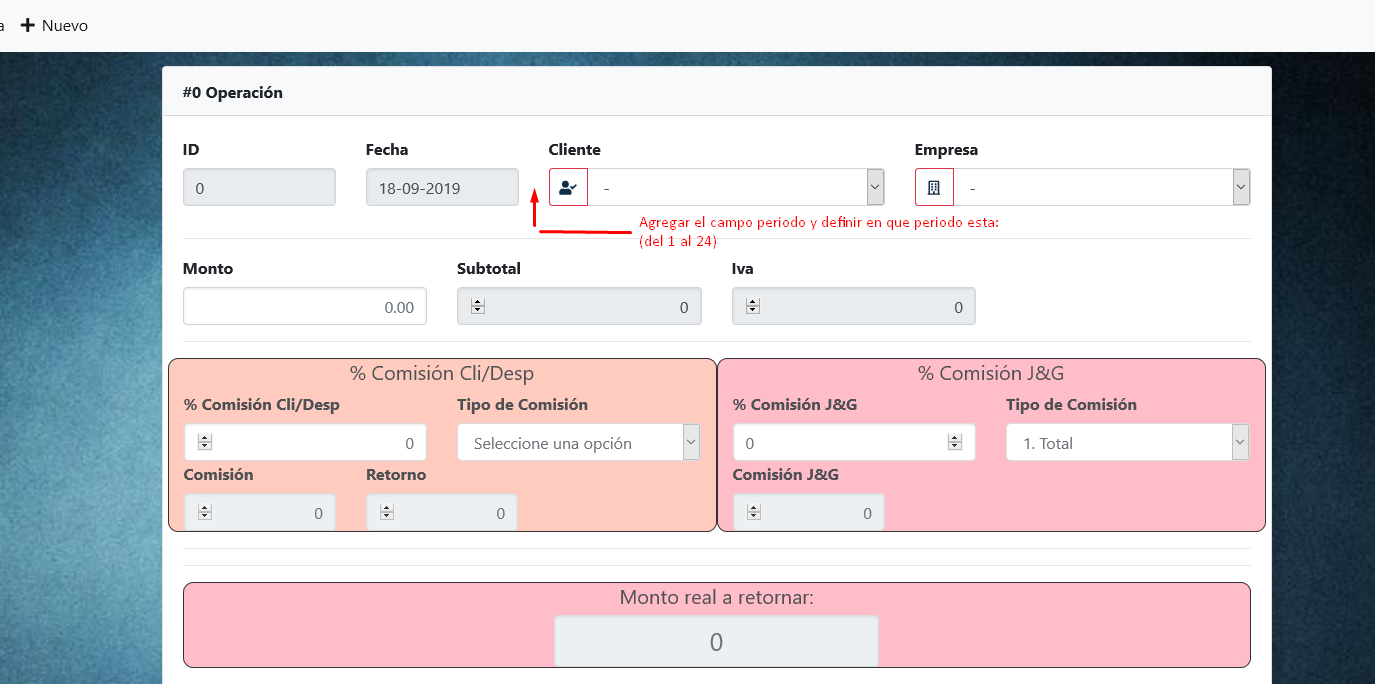 a Nuevo
#0 Operación
ID Fecha Cliente Empresa
0 18-09-2019 - -
Agregar el campo periodo y definir en que periodo esta:
(del 1 al 24)
Monto Subtotal Iva
0.00 0 0
% Comisión Cli/Desp % Comisión J&G
% Comisión Cli/Desp Tipo de Comisión % Comisión J&G Tipo de Comisión
0 Seleccione una opción 0 1. Total
Comisión Retorno Comisión J&G
0 0 0
Monto real a retornar:
0